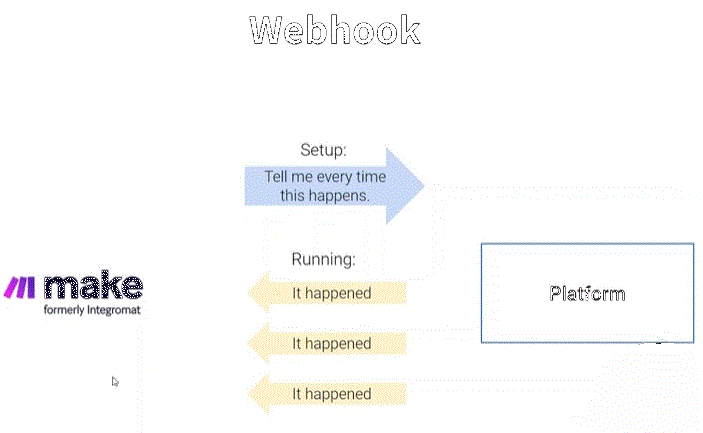 Webhook
Setup:
Tell me every time
this happens.
Running:
It happened
make
formerly Integromat
Platform
It happened
It happened